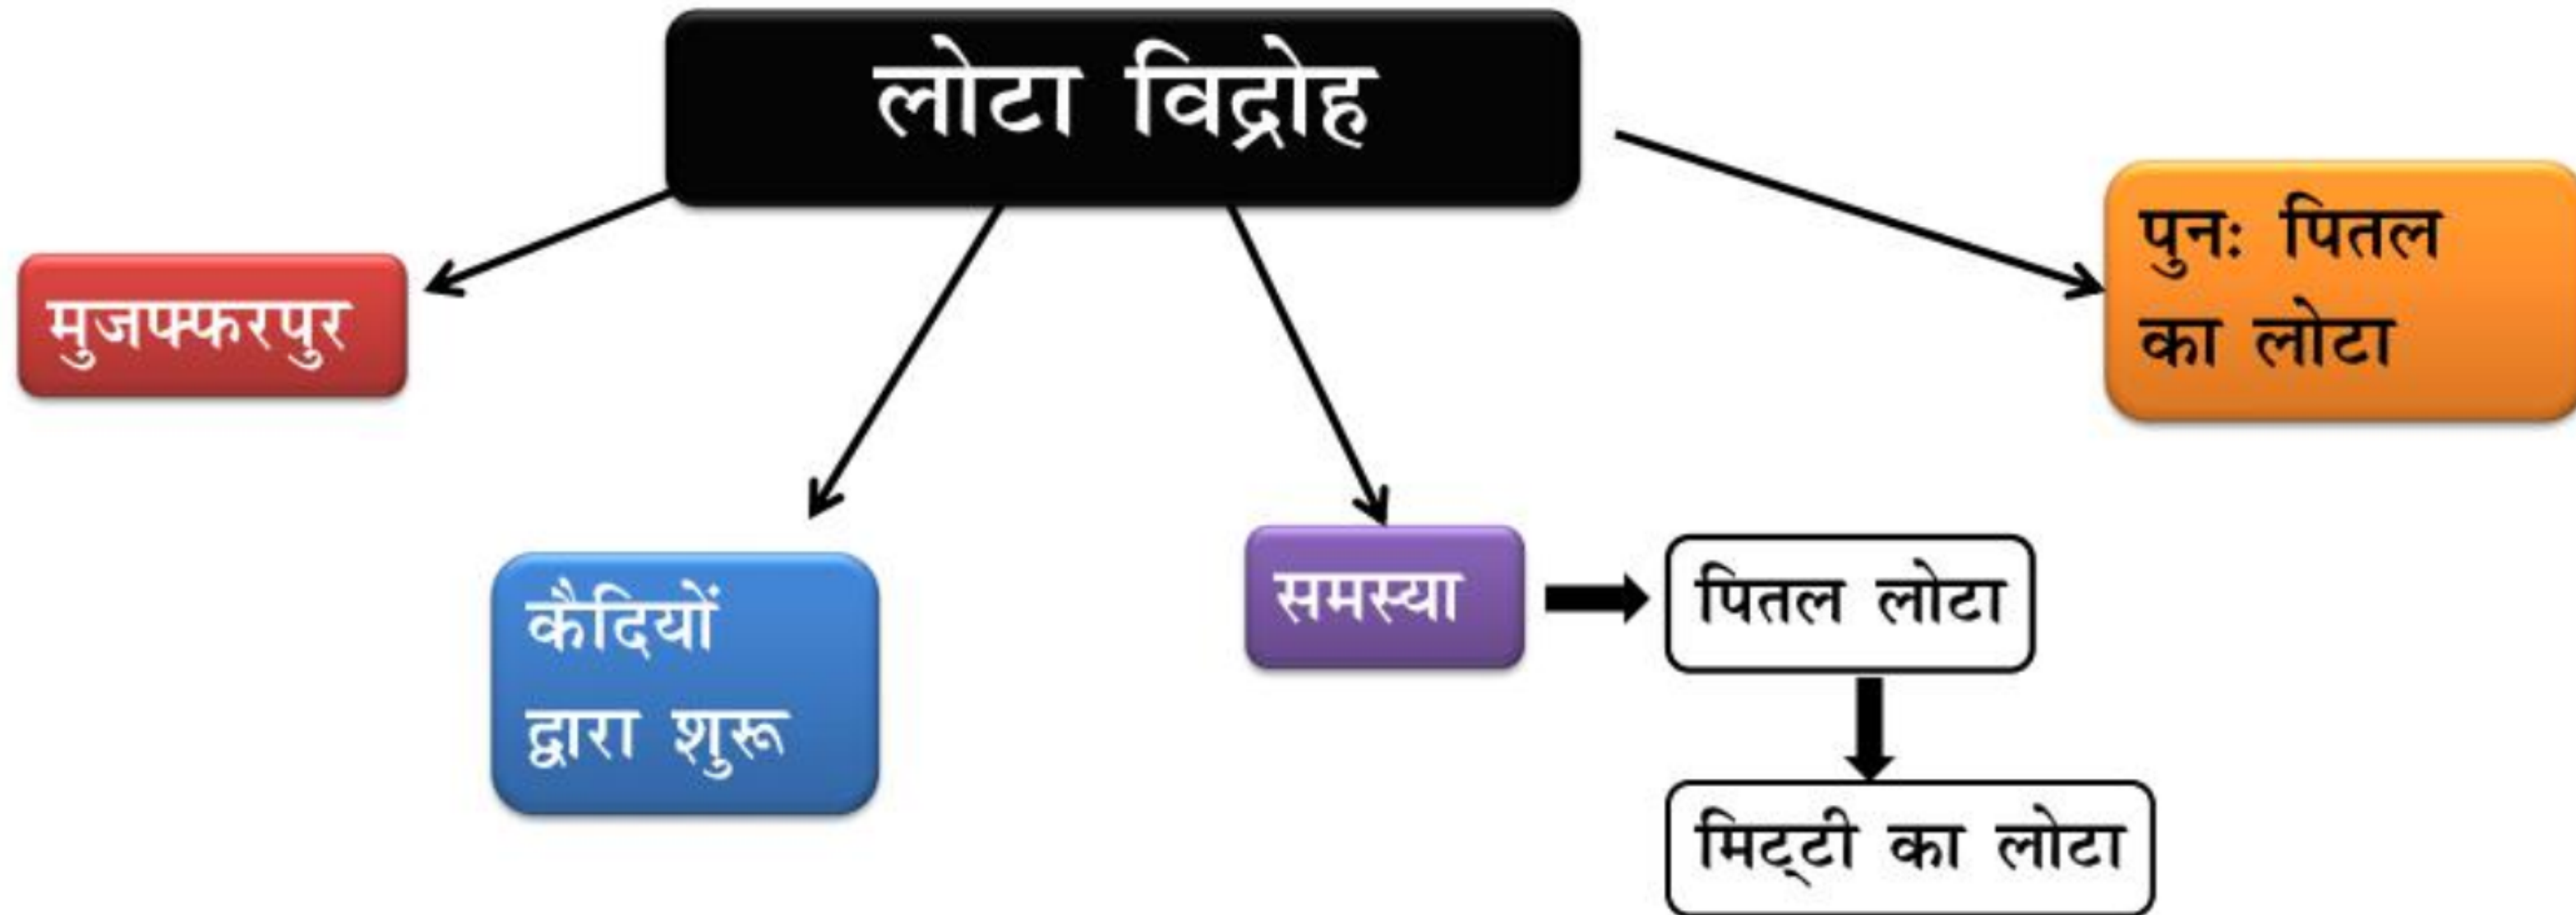 लोटा विद्रोह
मुजफ्फरपुर
पुनः पितल
का लोटा
कैदियों
द्वारा शुरू
समस्या
पितल लोटा
मिट्टी का लोटा